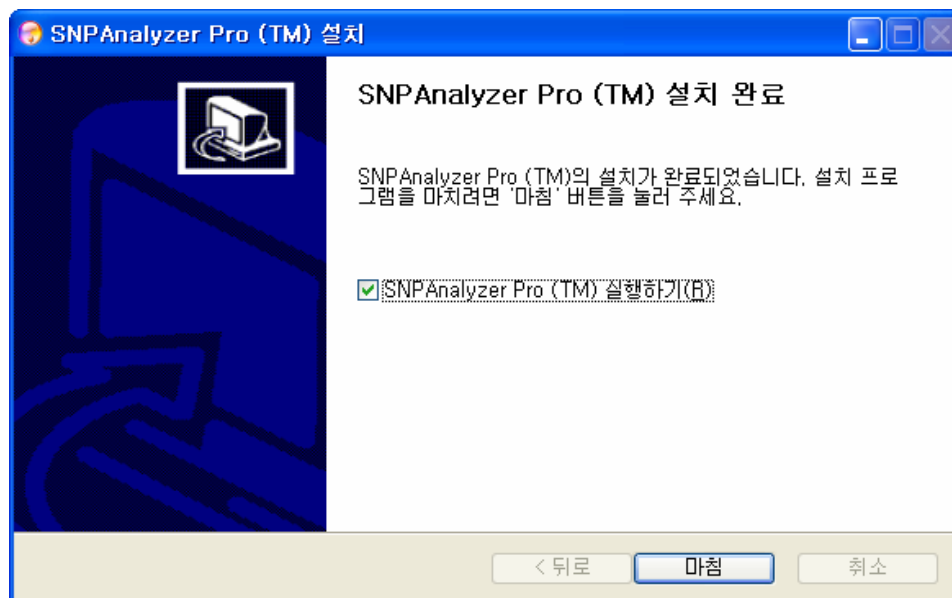 SNPAnalyzer Pro (TM) 설치
SNPAnalyzer Pro (TM) 설치 완료
SNPAnalyzer Pro (TM)의 설치가 완료되었습니다. 설치 프로
그램을 마치려면 '마침' 버튼을 눌러 주세요.
SNPAnalyzer Pro (TM) 실행하기(R)
< 뒤로 마침 취소